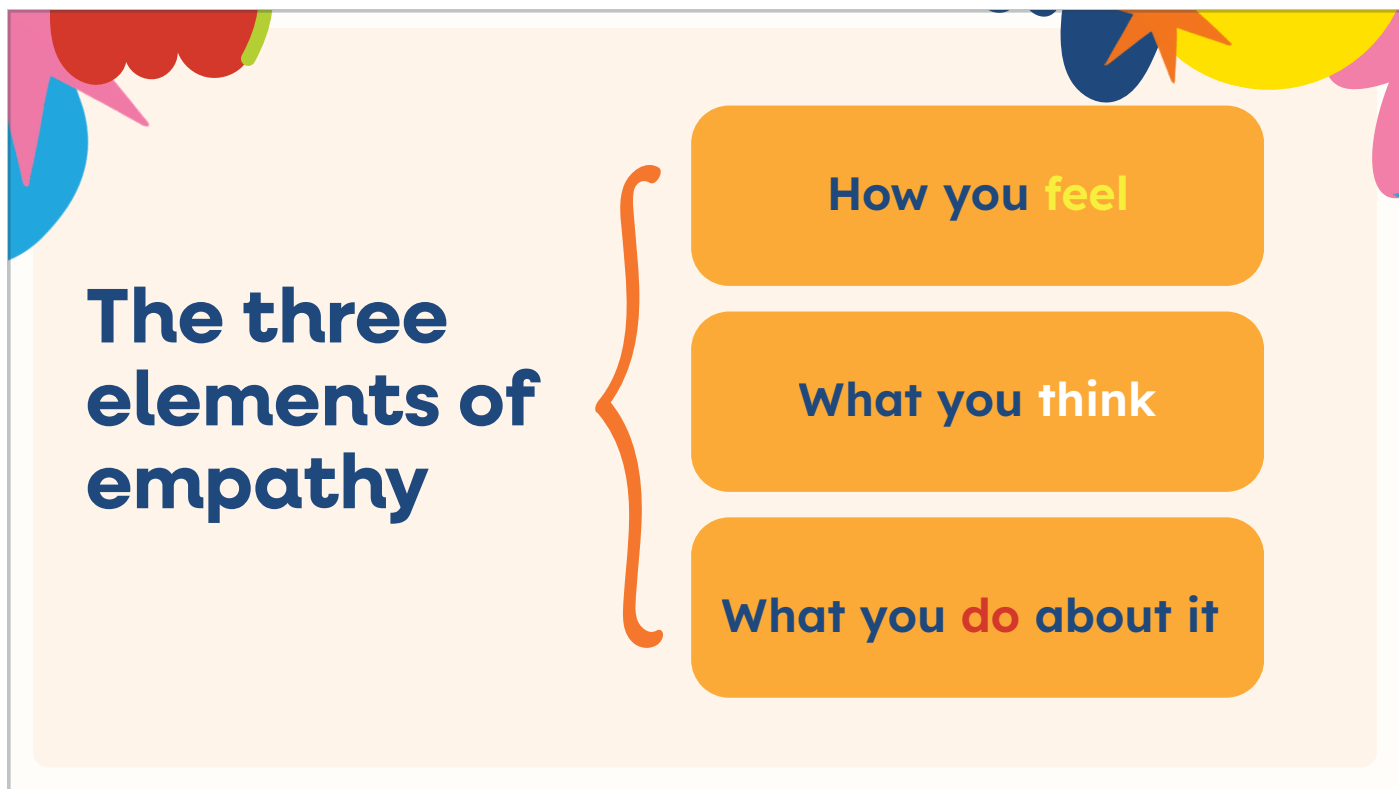 The three
elements of
empathy
How you feel
What you think
What you do about it